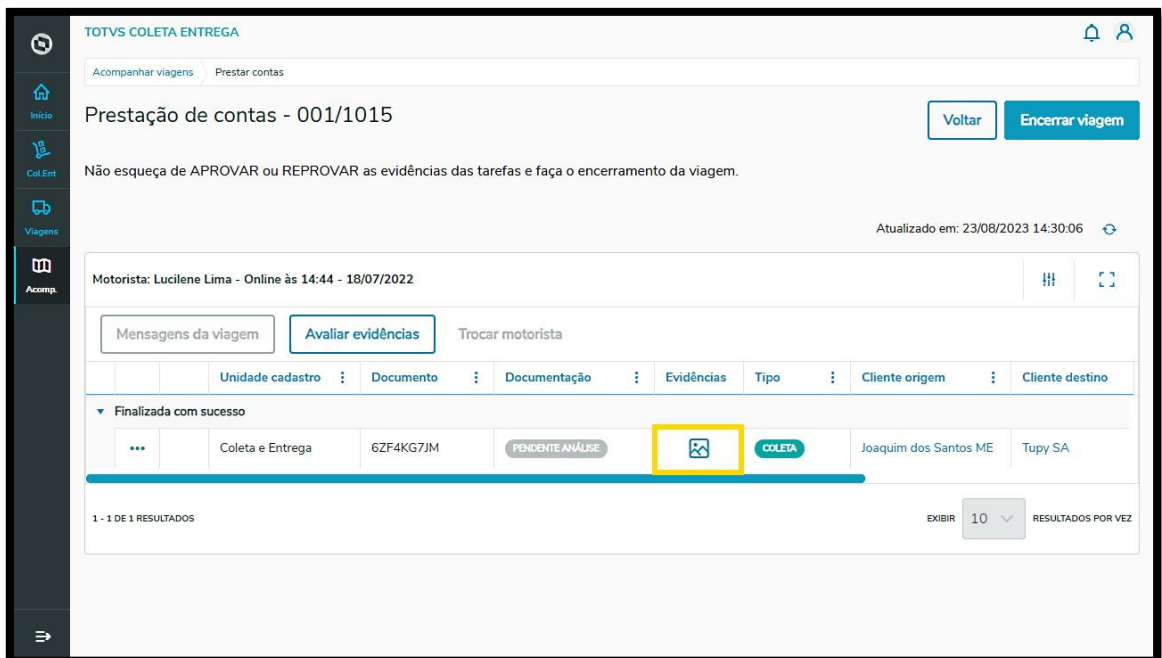 TOTVS COLETA ENTREGA
Acompanhar viagens Prestar contas
Início
Prestação de contas - 001/1015
Voltar Encerrar viagem
Col.Ent
Não esqueça de APROVAR ou REPROVAR as evidências das tarefas e faça o encerramento da viagem.
Viagens
Atualizado em: 23/08/2023 14:30:06
Acomp.
Motorista: Lucilene Lima - Online às 14:44 - 18/07/2022
Mensagens da viagem Avaliar evidências Trocar motorista
Unidade cadastro Documento Documentação Evidências Tipo Cliente origem Cliente destino
Finalizada com sucesso
Coleta e Entrega 6ZF4KG7JM PENDENTE ANÁLISE COLETA Joaquim dos Santos ME Tupy SA
1 - 1 DE 1 RESULTADOS EXIBIR 10 RESULTADOS POR VEZ